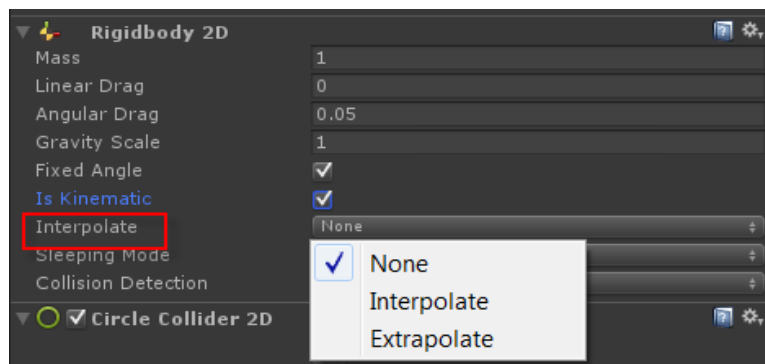 Rigidbody 2D
Mass 1
Linear Drag 0
Angular Drag 0.05
Gravity Scale 1
Fixed Angle
Is Kinematic
Interpolate None
Sleeping Mode
Collision Detection
None
Interpolate
Extrapolate
Circle Collider 2D